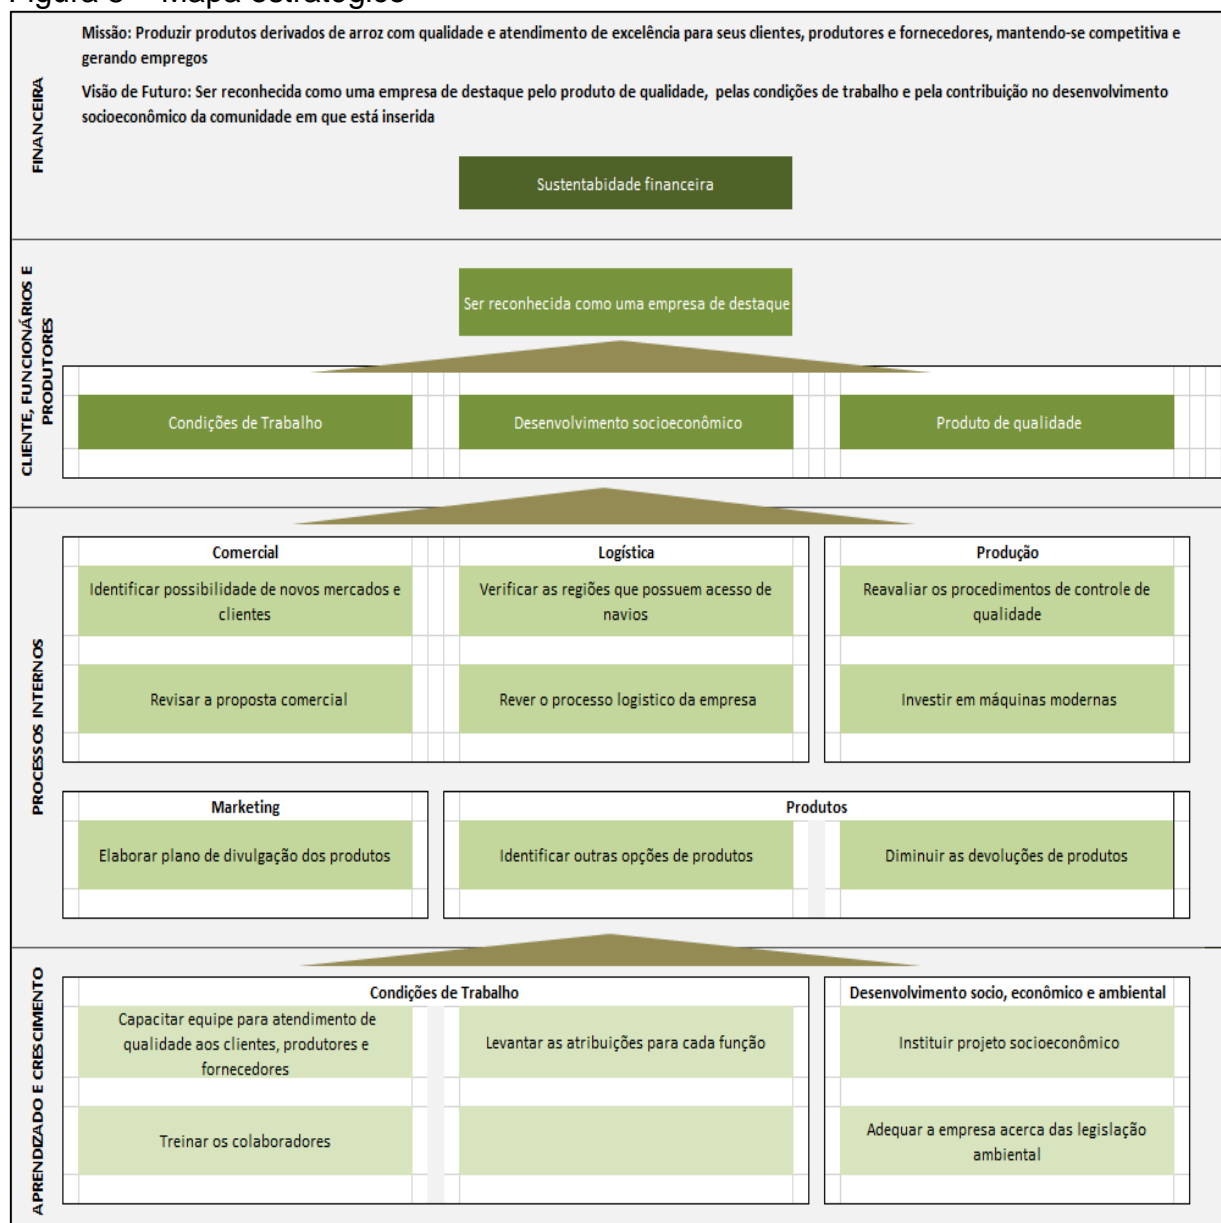 FINANCEIRA
Missão: Produzir produtos derivados de arroz com qualidade e atendimento de excelência para seus clientes, produtores e fornecedores, mantendo-se competitiva e
gerando empregos
Visão de Futuro: Ser reconhecida como uma empresa de destaque pelo produto de qualidade, pelas condições de trabalho e pela contribuição no desenvolvimento
socioeconômico da comunidade em que está inserida
Sustentabidade financeira
CLIENTE, FUNCIONÁRIOS E
PRODUTORES
Ser reconhecida como uma empresa de destaque
Condições de Trabalho
Desenvolvimento socioeconômico
Produto de qualidade
PROCESSOS INTERNOS
Comercial
Identificar possibilidade de novos mercados e
clientes
Revisar a proposta comercial
Logística
Verificar as regiões que possuem acesso de
navios
Rever o processo logistico da empresa
Produção
Reavaliar os procedimentos de controle de
qualidade
Investir em máquinas modernas
Marketing
Elaborar plano de divulgação dos produtos
Produtos
Identificar outras opções de produtos
Diminuir as devoluções de produtos
APRENDIZADO E CRESCIMENTO
Condições de Trabalho
Capacitar equipe para atendimento de
qualidade aos clientes, produtores e
fornecedores
Levantar as atribuições para cada função
Treinar os colaboradores
Desenvolvimento socio, econômico e ambiental
Instituir projeto socioeconômico
Adequar a empresa acerca das legislação
ambiental